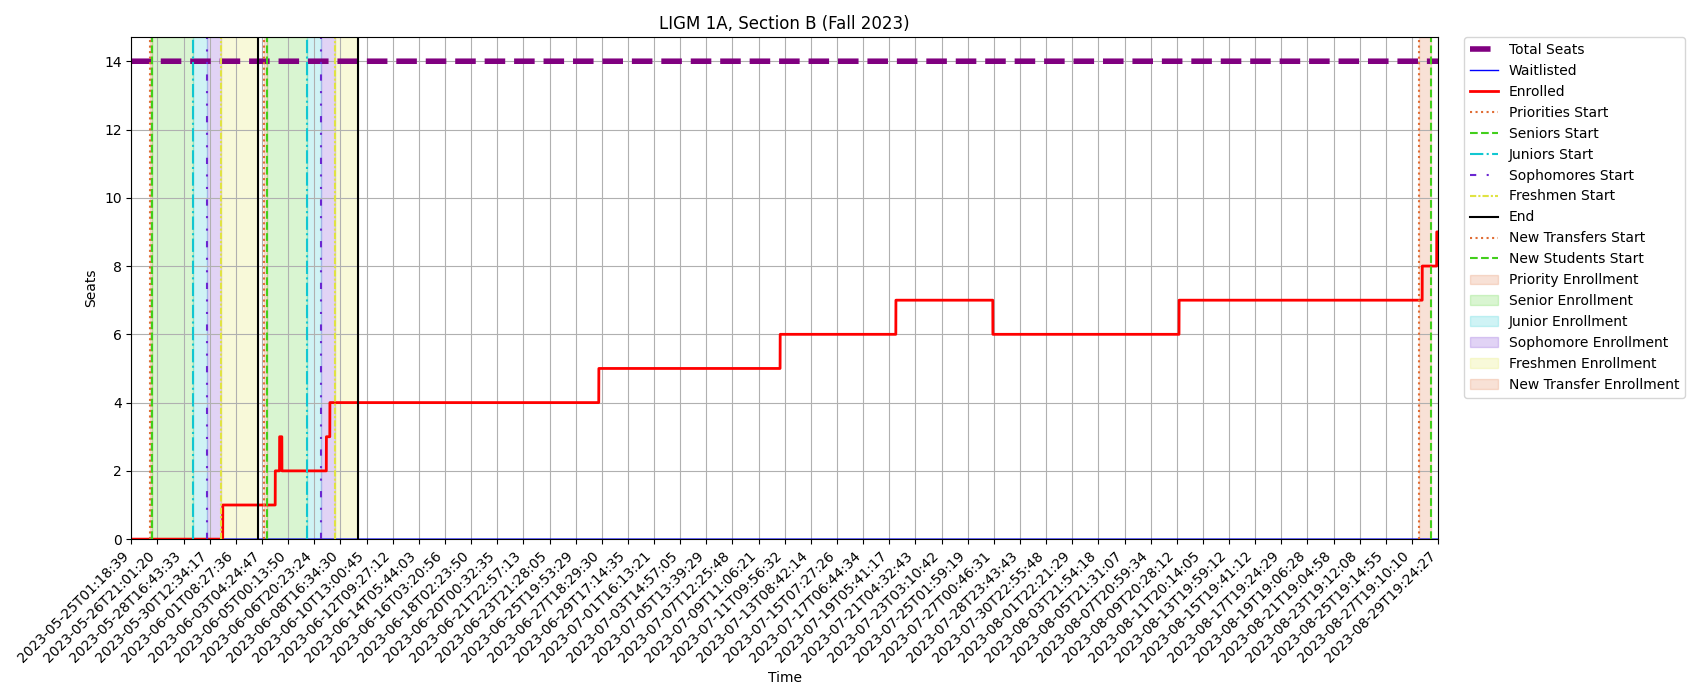 LIGM 1A, Section B (Fall 2023)
Seats
14
12
10
8
6
4
2
0
2023-05-25T01:18:39
2023-05-26T21:01:20
2023-05-28T16:43:33
2023-05-30T12:34:17
2023-06-01T08:27:36
2023-06-03T04:24:47
2023-06-05T00:13:50
2023-06-06T20:23:24
2023-06-08T16:34:30
2023-06-10T13:00:45
2023-06-12T09:27:12
2023-06-14T05:44:03
2023-06-16T03:20:56
2023-06-18T02:23:50
2023-06-20T00:32:35
2023-06-21T22:57:13
2023-06-23T21:28:05
2023-06-25T19:53:29
2023-06-27T18:29:30
2023-06-29T17:14:35
2023-07-01T16:13:21
2023-07-03T14:57:05
2023-07-05T13:39:29
2023-07-07T12:25:48
2023-07-09T11:06:21
2023-07-11T09:56:32
2023-07-13T08:42:14
2023-07-15T07:27:26
2023-07-17T06:44:34
2023-07-19T05:41:17
2023-07-21T04:32:43
2023-07-23T03:10:42
2023-07-25T01:59:19
2023-07-27T00:46:31
2023-07-28T23:43:43
2023-07-30T22:55:48
2023-08-01T22:21:29
2023-08-03T21:54:18
2023-08-05T21:31:07
2023-08-07T20:59:34
2023-08-09T20:28:12
2023-08-11T20:14:05
2023-08-13T19:59:12
2023-08-15T19:41:12
2023-08-17T19:24:29
2023-08-19T19:06:28
2023-08-21T19:04:58
2023-08-23T19:12:08
2023-08-25T19:14:55
2023-08-27T19:10:10
2023-08-29T19:24:27
Time
Total Seats
Waitlisted
Enrolled
Priorities Start
Seniors Start
Juniors Start
Sophomores Start
Freshmen Start
End
New Transfers Start
New Students Start
Priority Enrollment
Senior Enrollment
Junior Enrollment
Sophomore Enrollment
Freshmen Enrollment
New Transfer Enrollment